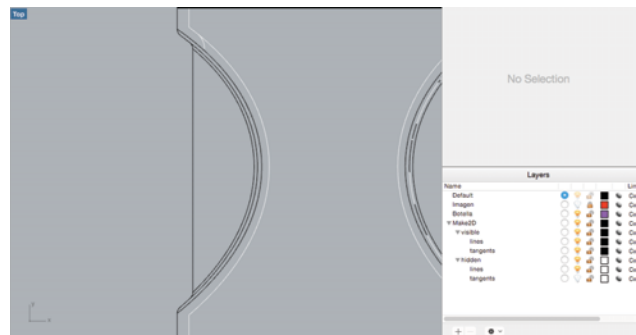 Top
No Selection
Layers
Name
Default
Imagen
Botella
Make2D
visible
lines
tangents
hidden
lines
tangents
y
x